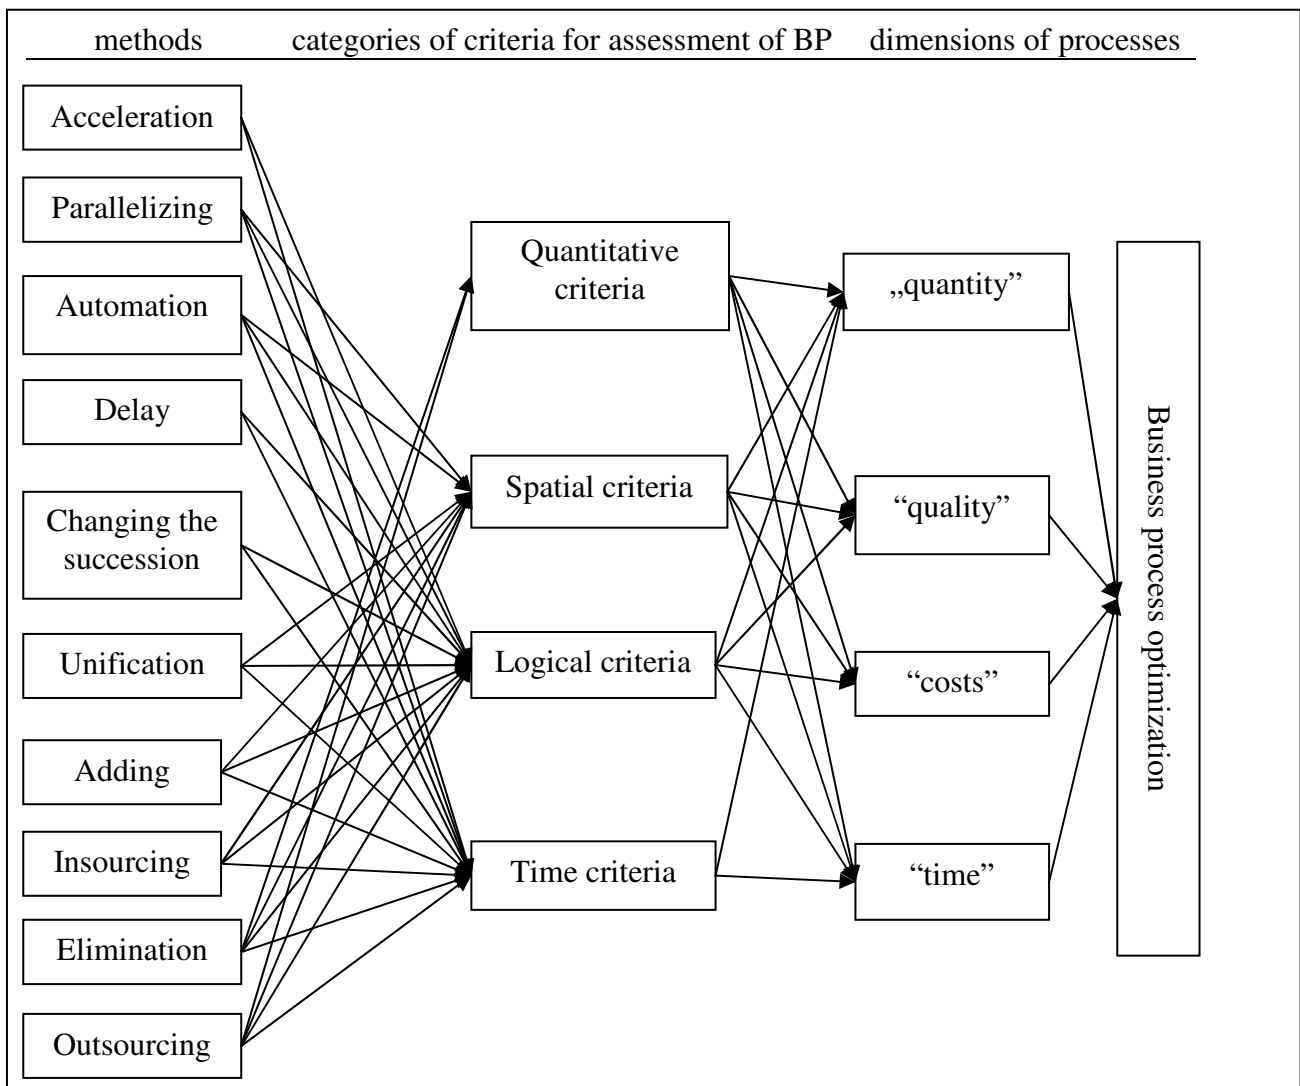 methods categories of criteria for assessment of BP dimensions of processes
Acceleration
Parallelizing
Automation
Delay
Changing the
succession
Unification
Adding
Insourcing
Elimination
Outsourcing
Quantitative
criteria
Spatial criteria
Logical criteria
Time criteria
„quantity”
“quality”
“costs”
“time”
Business process optimization